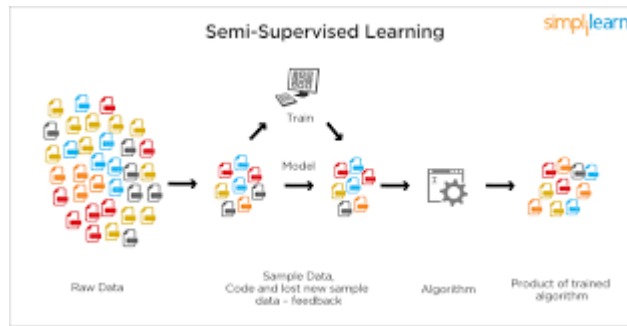 Semi-Supervised Learning
simplilearn
Train
Model
Raw Data
Sample Data,
Code and lost new sample
data - feedback
Algorithm
Product of trained
algorithm